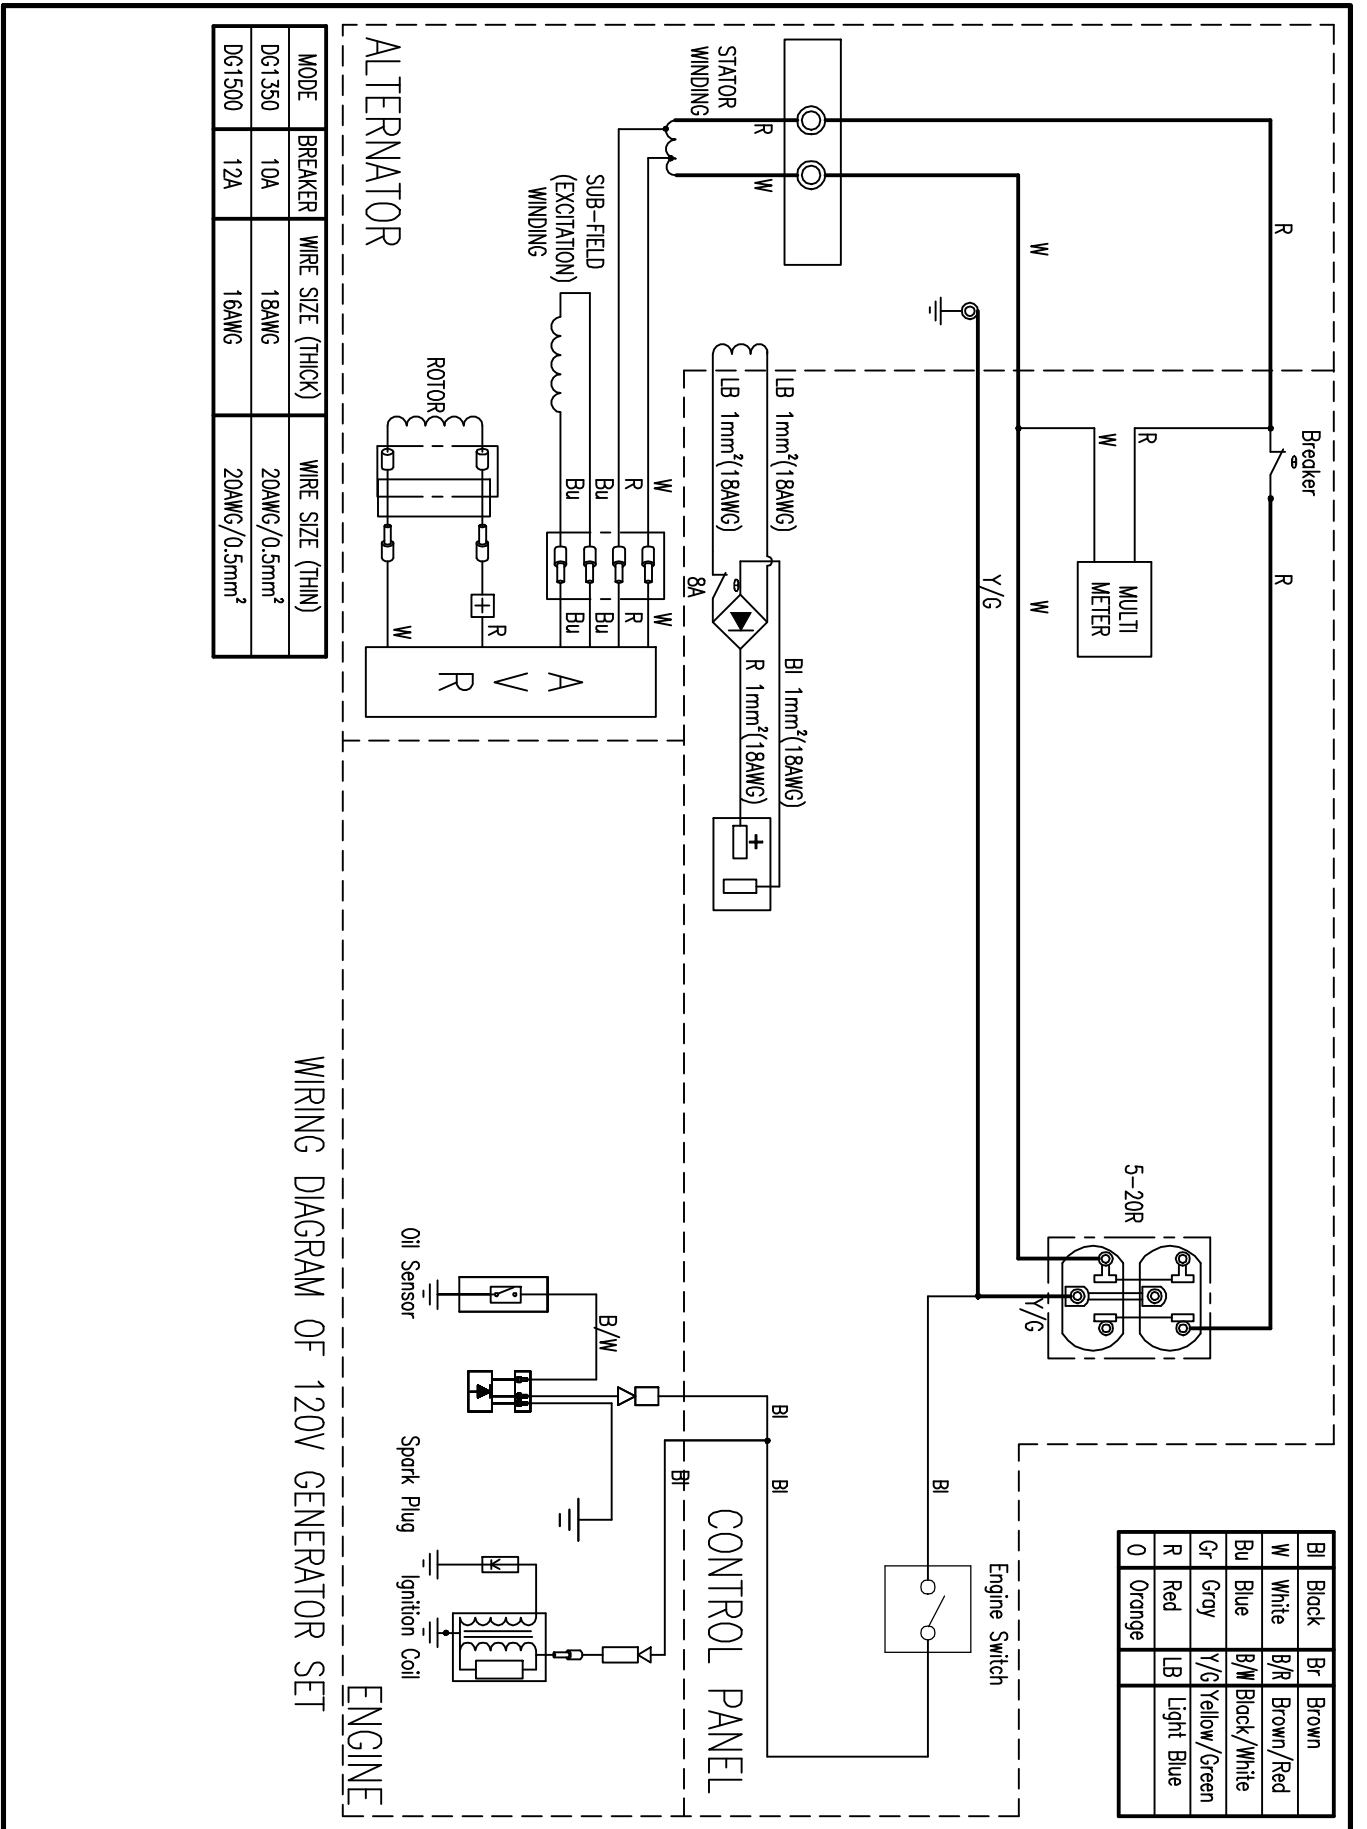 ALTERNATOR
STATOR
WINDING
R
W
SUB-FIELD
(EXCITATION)
WINDING
ROTOR
R
W
Breaker
R
W
MULTI
METER
R
W
Y/G
LB 1mm²(18AWG)
LB 1mm²(18AWG)
8A
Bl 1mm²(18AWG)
R 1mm²(18AWG)
+
W
R
Bu
Bu
W
R
Bu
Bu
+
R
W
A
V
R
5-20R
Y/G
Engine Switch
Bl
Bl
Bl
Bl
CONTROL PANEL
Oil Sensor
B/W
Spark Plug
Ignition Coil
ENGINE
Bl Black Br Brown
W White B/R Brown/Red
Bu Blue B/W Black/White
Gr Gray Y/G Yellow/Green
R Red LB Light Blue
O Orange
MODE BREAKER WIRE SIZE (THICK) WIRE SIZE (THIN)
DG1350 10A 18AWG 20AWG/0.5mm²
DG1500 12A 16AWG 20AWG/0.5mm²
WIRING DIAGRAM OF 120V GENERATOR SET